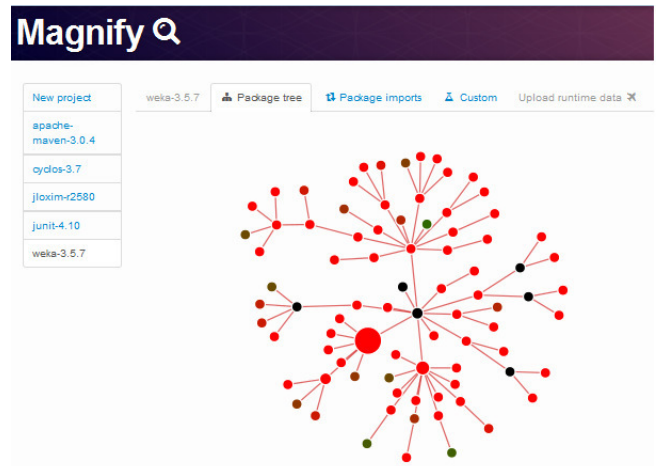 Magnify
New project
apache-
maven-3.0.4
cyclos-3.7
jloxim-r2580
junit-4.10
weka-3.5.7
weka-3.5.7 Package tree Package imports Custom Upload runtime data